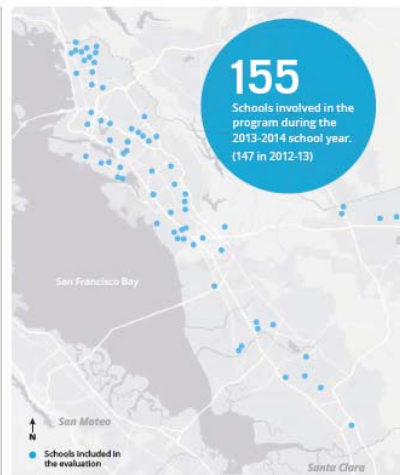 155
Schools involved in the
program during the
2013-2014 school year.
(147 in 2012-13)
San Francisco Bay
San Mateo
N
Schools included in
the evaluation
Santa Clara